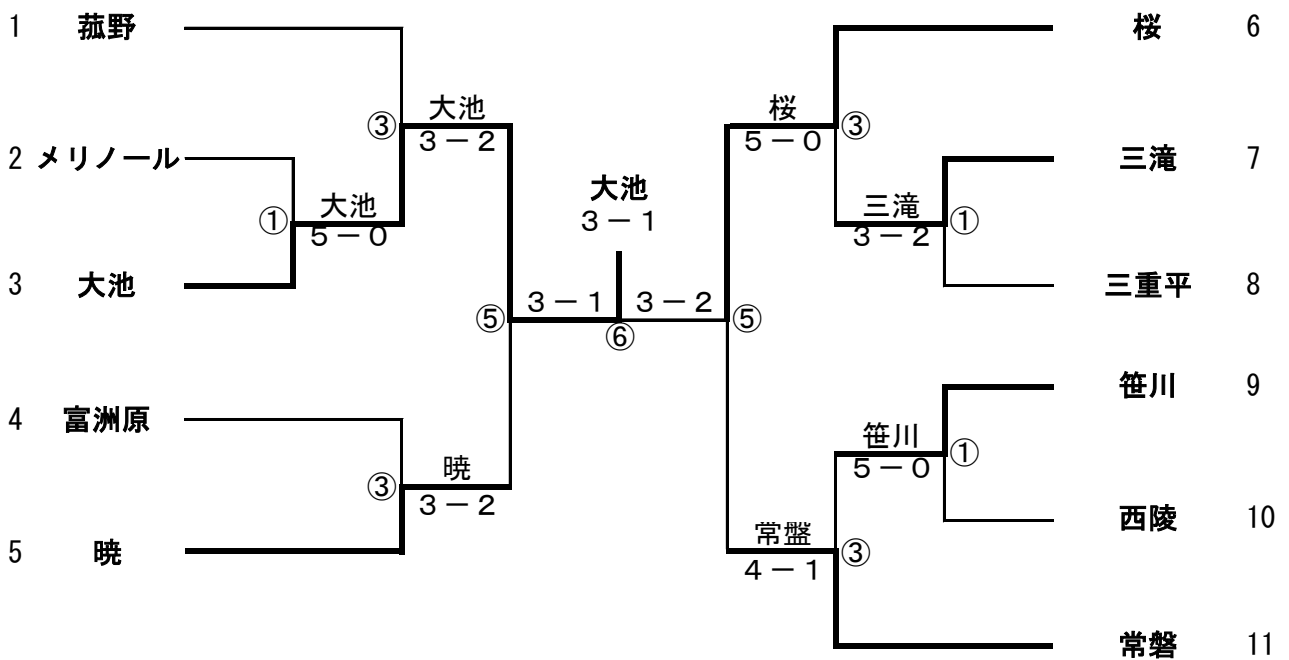 1 菰野
桜 6
大池
③
3－2
桜
5－0
③
2 メリノール
三滝 7
大池
①
5－0
大池
3－1
三滝
3－2
①
3 大池
三重平 8
⑤
3－1
3－2
⑤
⑥
笹川 9
4 富洲原
笹川
5－0
①
暁
③
3－2
西陵 10
5 暁
常盤
4－1
③
常磐 11